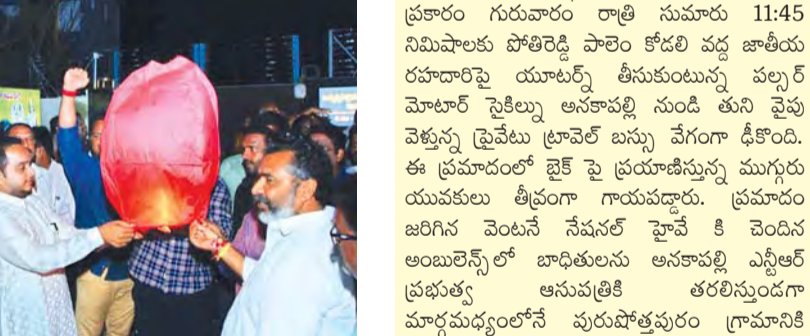 ప్రకారం గురువారం రాత్రి సుమారు 11:45
నిమిషాలకు పోతిరెడ్డి పాలెం కోడలి వద్ద జాతీయ
రహదారిపై యూటర్న్ తీసుకుంటున్న పల్సర్
మోటార్ సైకిల్ను అనకాపల్లి నుండి తుని వైపు
వెళ్తున్న ప్రైవేటు ట్రావెల్ బస్సు వేగంగా ఢీకొంది.
ఈ ప్రమాదంలో బైక్ పై ప్రయాణిస్తున్న ముగ్గురు
యువకులు తీవ్రంగా గాయపడ్డారు. ప్రమాదం
జరిగిన వెంటనే నేషనల్ హైవే కి చెందిన
అంబులెన్స్‌లో బాధితులను అనకాపల్లి ఎన్టీఆర్
ప్రభుత్వ ఆసుపత్రికి తరలిస్తుండగా
మార్గమధ్యంలోనే పురుషోత్తపురం గ్రామానికి